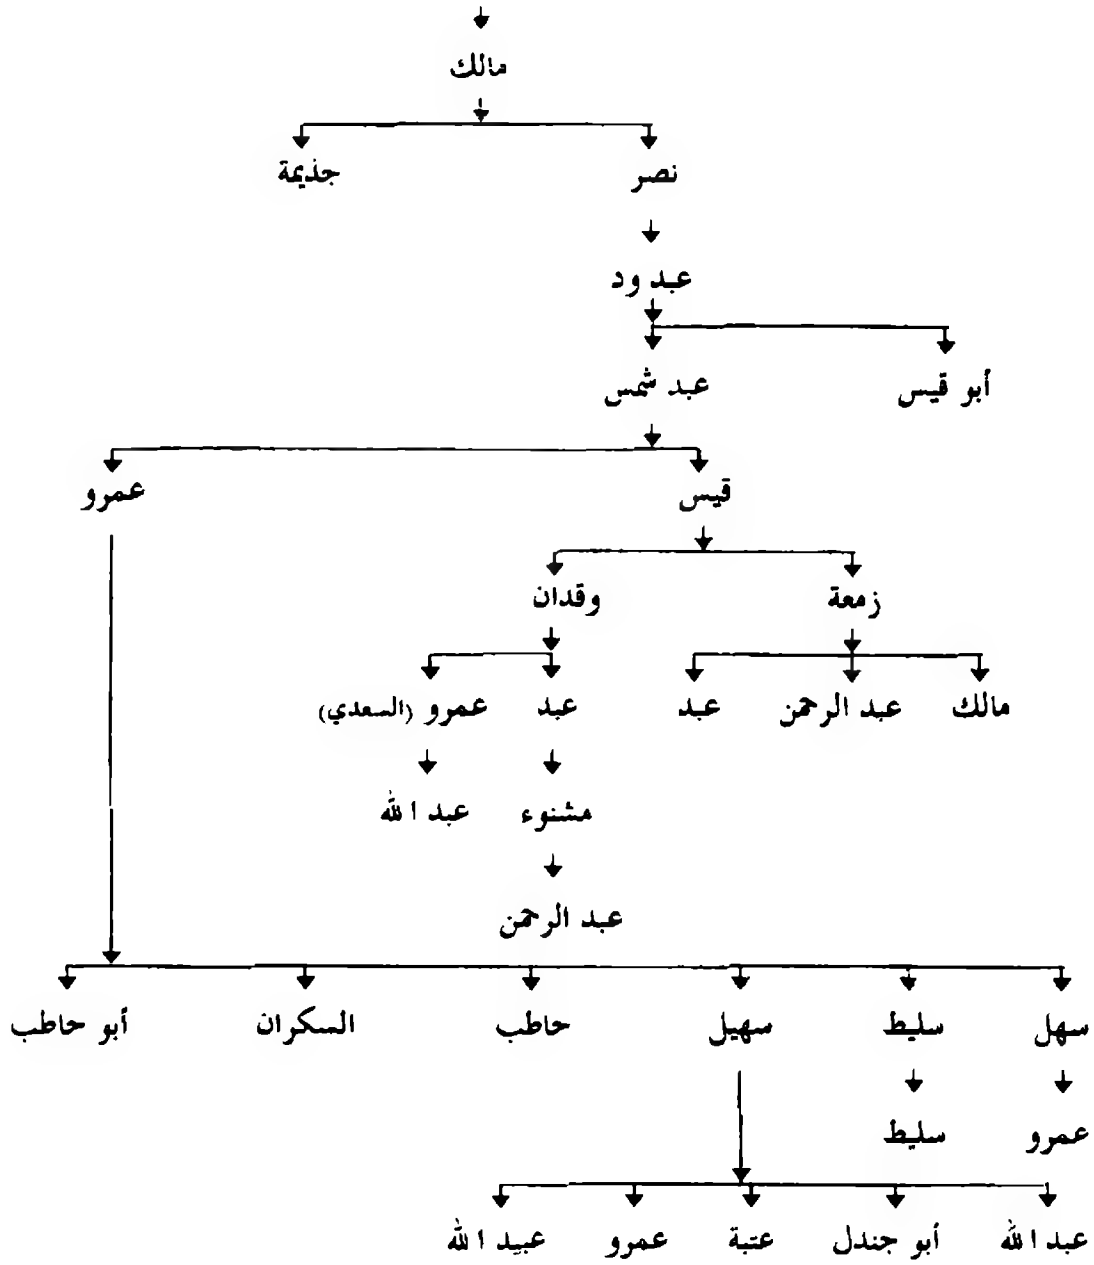 مالك
نصر جذيمة
عبد ود
أبو قيس عبد شمس
قيس عمرو
زمعة وقدان
مالك عبد الرحمن عبد عبد عمرو (السعدي)
مشنوء عبد الله
عبد الرحمن
سهل سليط سهيل حاطب السكران أبو حاطب
عمرو سليط
عبد الله أبو جندل عتبة عمرو عبيد الله